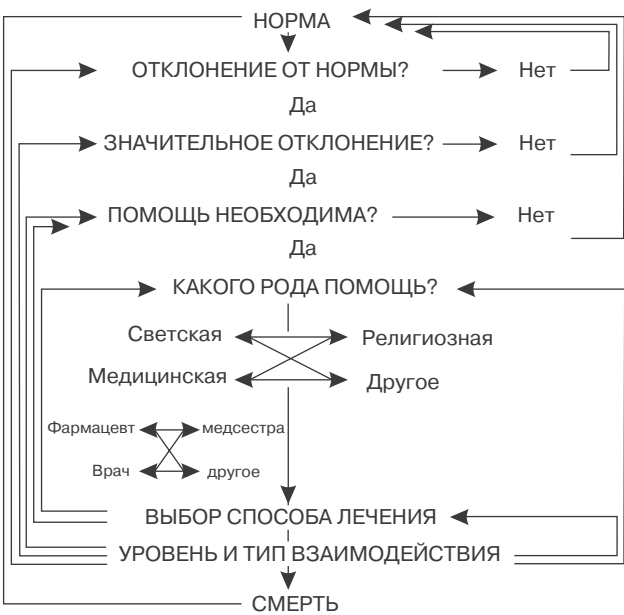 НОРМА
ОТКЛОНЕНИЕ ОТ НОРМЫ? Нет
Да
ЗНАЧИТЕЛЬНОЕ ОТКЛОНЕНИЕ? Нет
Да
ПОМОЩЬ НЕОБХОДИМА? Нет
Да
КАКОГО РОДА ПОМОЩЬ?
Светская Религиозная
Медицинская Другое
Фармацевт медсестра
Врач другое
ВЫБОР СПОСОБА ЛЕЧЕНИЯ
УРОВЕНЬ И ТИП ВЗАИМОДЕЙСТВИЯ
СМЕРТЬ